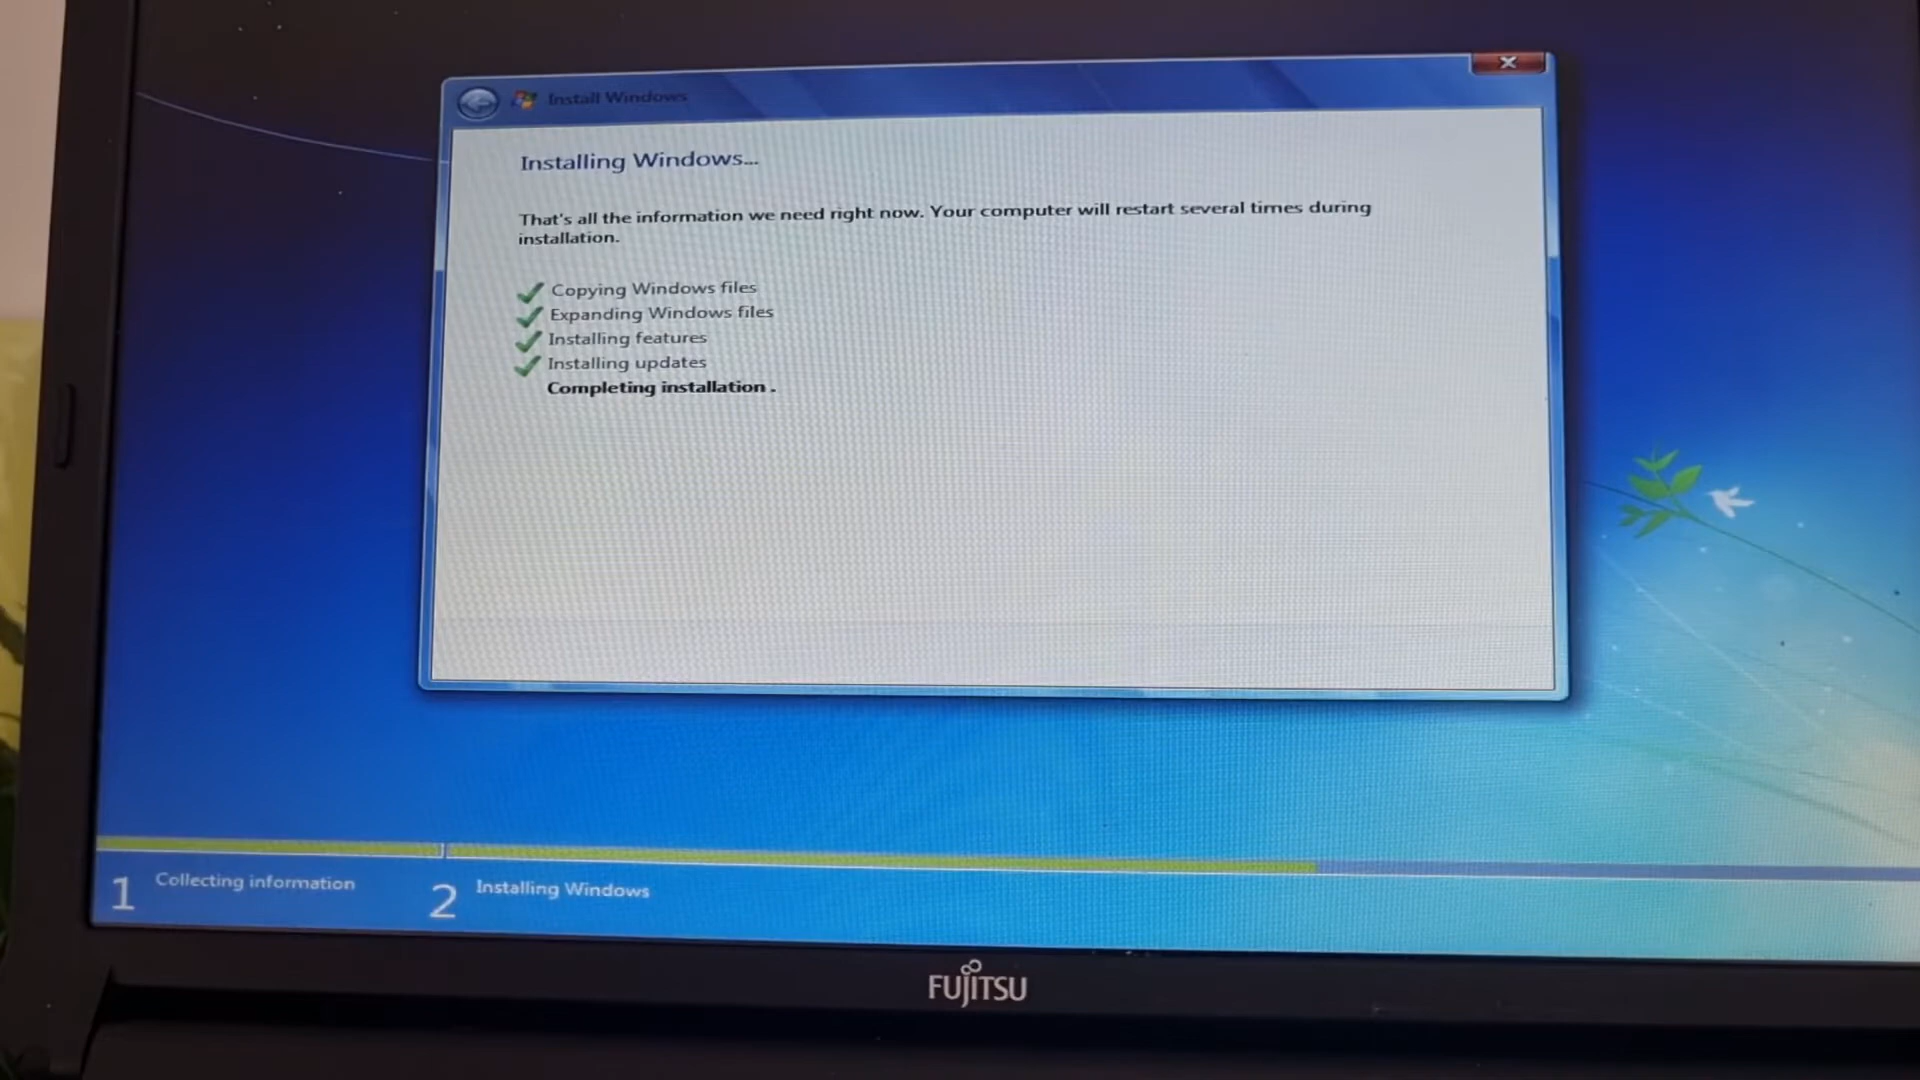 Install Windows
Installing Windows...
That's all the information we need right now. Your computer will restart several times during
installation.
Copying Windows files
Expanding Windows files
Installing features
Installing updates
Completing installation .
1 Collecting information
2 Installing Windows
FUJITSU